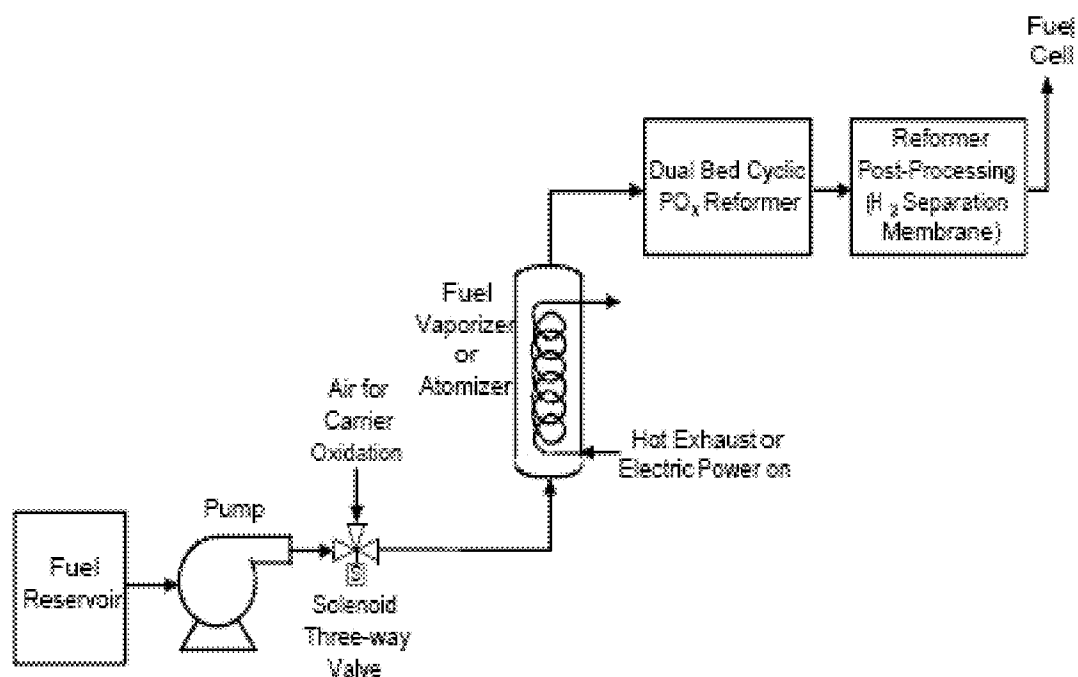 Fuel
Cell
Dual Bed Cyclic
POx Reformer
Reformer
Post-Processing
(H2 Separation
Membrane)
Fuel
Vaporizer
or
Atomizer
Hot Exhaust or
Electric Power on
Air for
Carrier
Oxidation
Pump
Fuel
Reservoir
S
Solenoid
Three-way
Valve